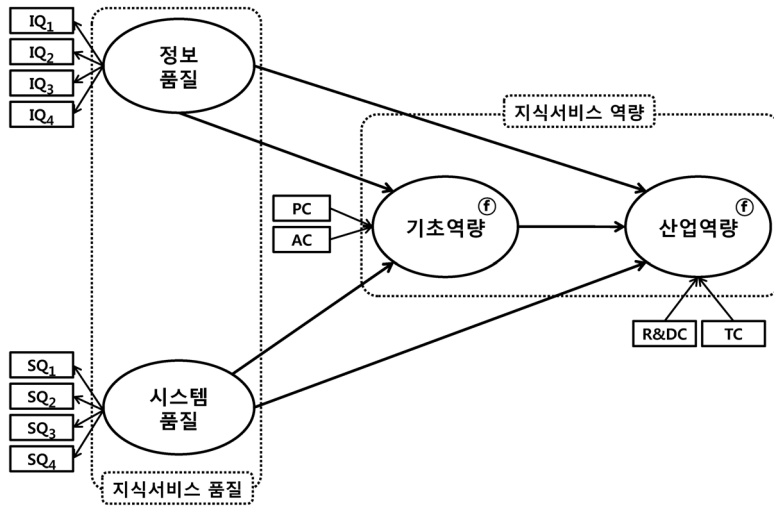 IQ1
IQ2
IQ3
IQ4
정보
품질
지식서비스 역량
PC
AC
기초역량
f
산업역량
f
R&DC
TC
SQ1
SQ2
SQ3
SQ4
시스템
품질
지식서비스 품질